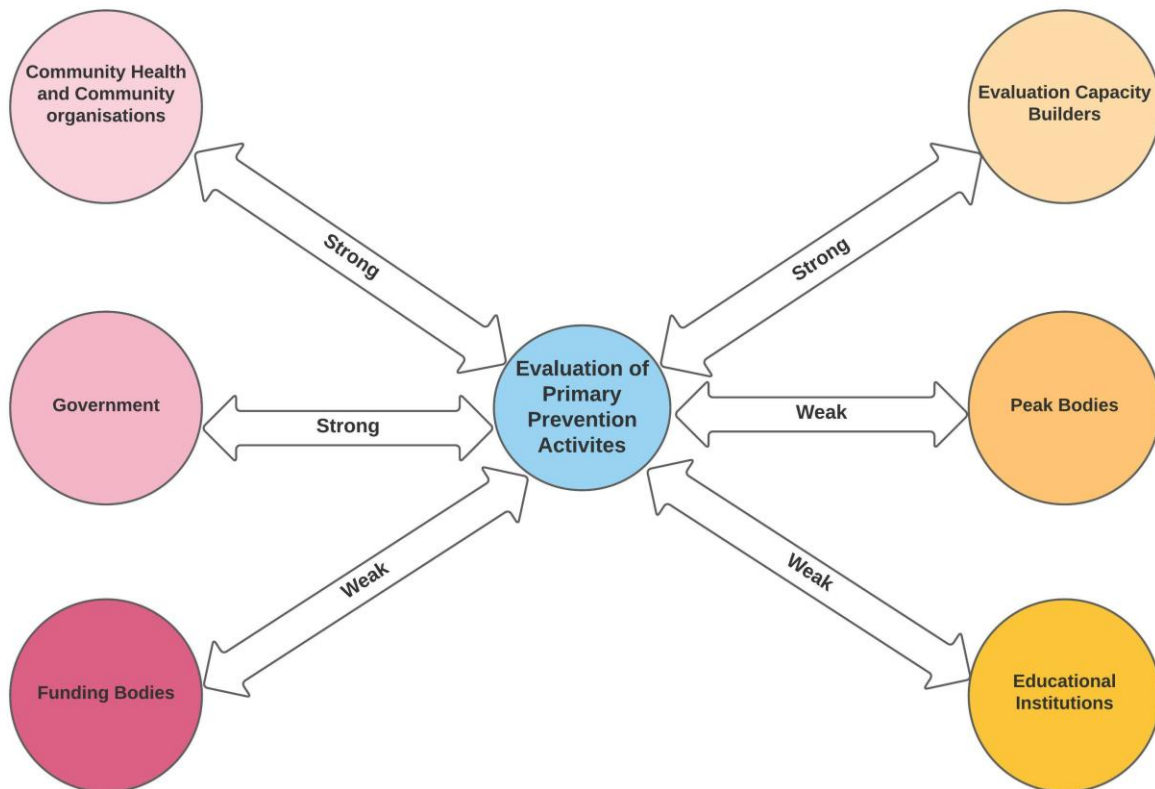 Community Health
and Community
organisations
Evaluation Capacity
Builders
Strong
Strong
Government
Strong
Evaluation of
Primary
Prevention
Activites
Weak
Peak Bodies
Weak
Weak
Funding Bodies
Educational
Institutions